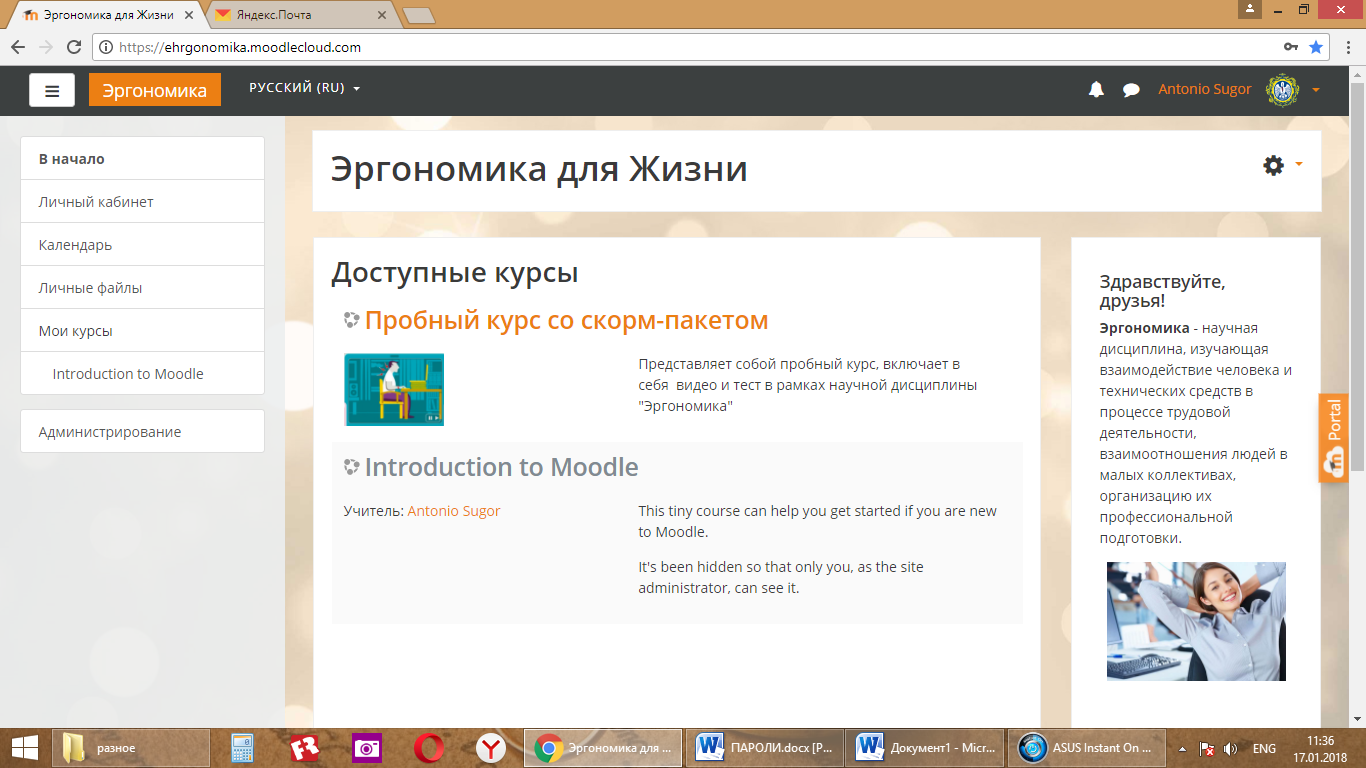 Эргономика для Жизни
Яндекс.Почта
https://ehrgonomika.moodlecloud.com
Эргономика
РУССКИЙ (RU)
Antonio Sugor
В начало
Личный кабинет
Календарь
Личные файлы
Мои курсы
Introduction to Moodle
Администрирование
Эргономика для Жизни
Доступные курсы
Пробный курс со скорм-пакетом
Представляет собой пробный курс, включает в
себя видео и тест в рамках научной дисциплины
"Эргономика"
Introduction to Moodle
Учитель: Antonio Sugor
This tiny course can help you get started if you are new
to Moodle.
It's been hidden so that only you, as the site
administrator, can see it.
Здравствуйте,
друзья!
Эргономика - научная
дисциплина, изучающая
взаимодействие человека и
технических средств в
процессе трудовой
деятельности,
взаимоотношения людей в
малых коллективах,
организацию их
профессиональной
подготовки.
Portal
разное
Эргономика для ...
ПАРОЛИ.docx [Р...
Документ1 - Micr...
ASUS Instant On ...
ENG
11:36
17.01.2018